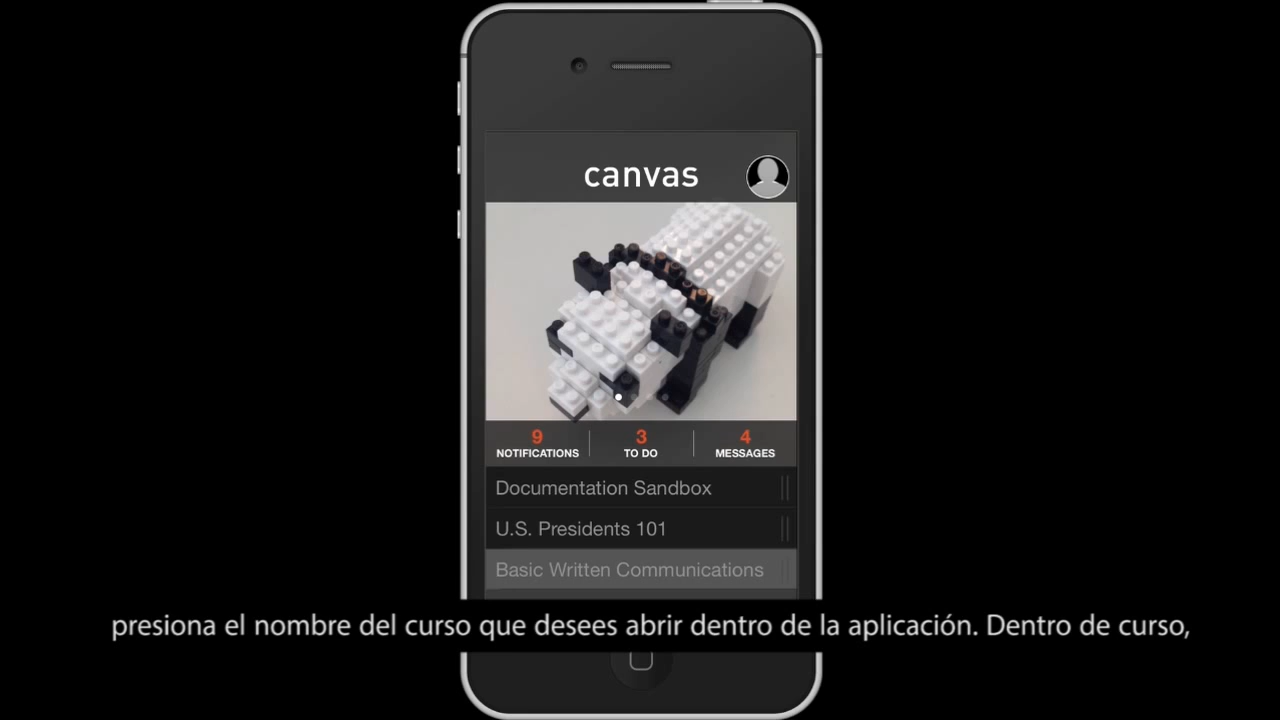 canvas
9 3 4
NOTIFICATIONS TO DO MESSAGES
Documentation Sandbox
U.S. Presidents 101
Basic Written Communications
presiona el nombre del curso que desees abrir dentro de la aplicación. Dentro de curso,